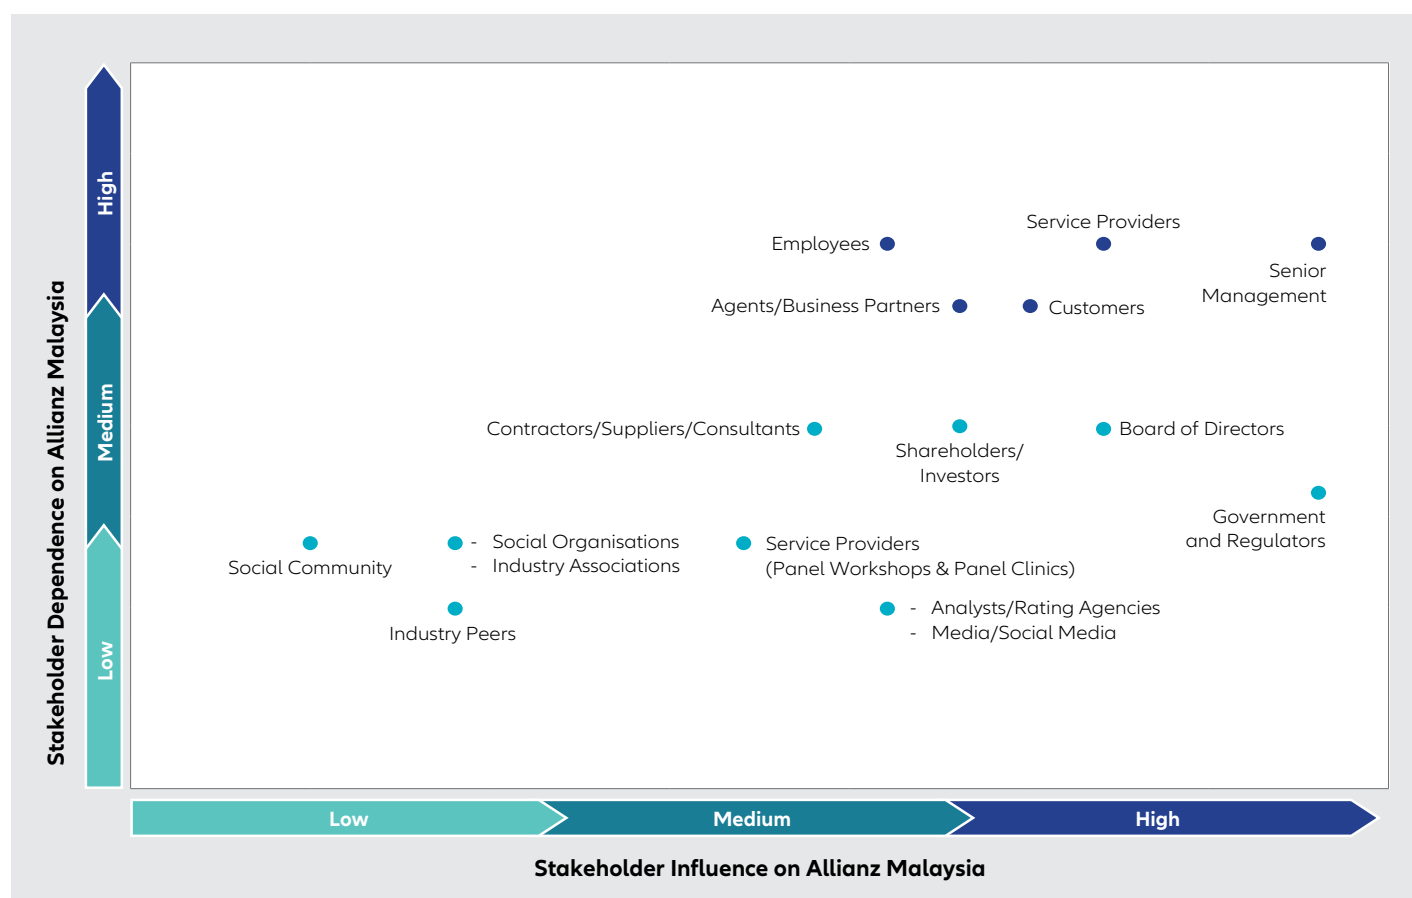 Stakeholder Dependence on Allianz Malaysia
High
Medium
Low
Service Providers
Employees
Senior
Management
Agents/Business Partners
Customers
Contractors/Suppliers/Consultants
Shareholders/
Investors
Board of Directors
Government
and Regulators
Social Community
- Social Organisations
- Industry Associations
Service Providers
(Panel Workshops & Panel Clinics)
Industry Peers
- Analysts/Rating Agencies
- Media/Social Media
Low
Medium
High
Stakeholder Influence on Allianz Malaysia